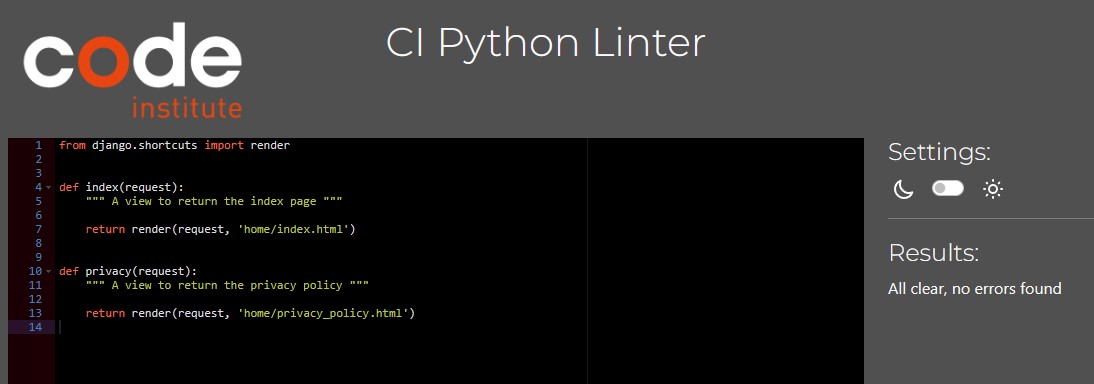 code
institute
CI Python Linter
1 from django.shortcuts import render
2
3
4 def index(request):
5     """ A view to return the index page """
6
7     return render(request, 'home/index.html')
8
9
10 def privacy(request):
11     """ A view to return the privacy policy """
12
13     return render(request, 'home/privacy_policy.html')
14
Settings:
Results:
All clear, no errors found